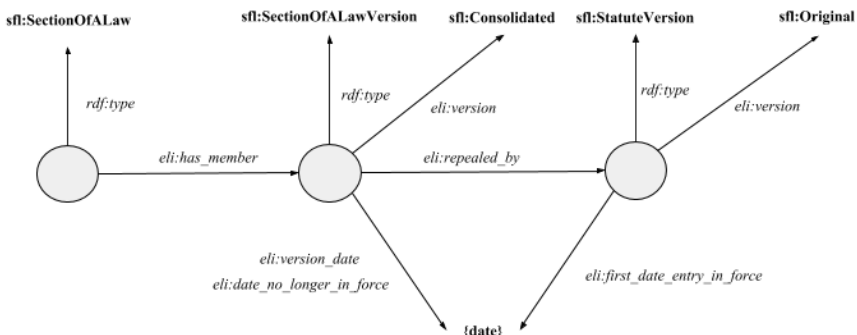 sfl:SectionOfALaw
sfl:SectionOfALawVersion
sfl:Consolidated
sfl:StatuteVersion
sfl:Original
rdf:type
rdf:type
eli:version
rdf:type
eli:version
eli:has_member
eli:repealed_by
eli:version_date
eli:date_no_longer_in_force
eli:first_date_entry_in_force
{date}